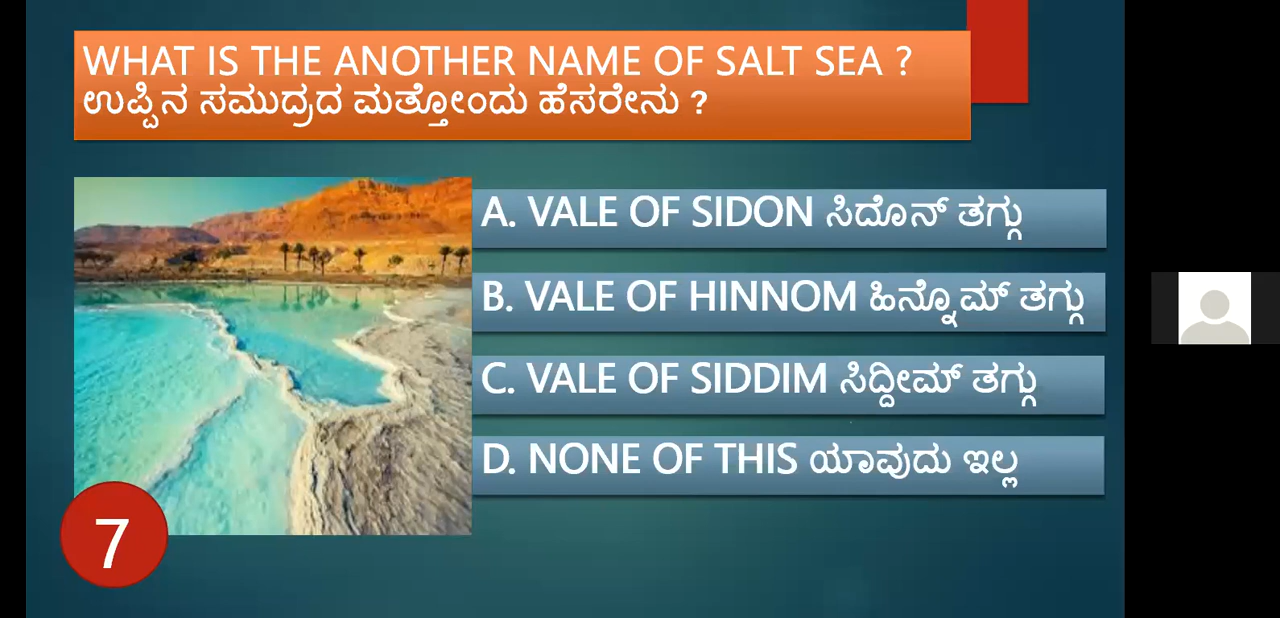 WHAT IS THE ANOTHER NAME OF SALT SEA ?
ಉಪ್ಪಿನ ಸಮುದ್ರದ ಮತ್ತೋಂದು ಹೆಸರೇನು ?
A. VALE OF SIDON ಸಿದೊನ್ ತಗ್ಗು
B. VALE OF HINNOM ಹಿನ್ನೊಮ್ ತಗ್ಗು
C. VALE OF SIDDIM ಸಿದ್ದೀಮ್ ತಗ್ಗು
D. NONE OF THIS ಯಾವುದು ಇಲ್ಲ
7